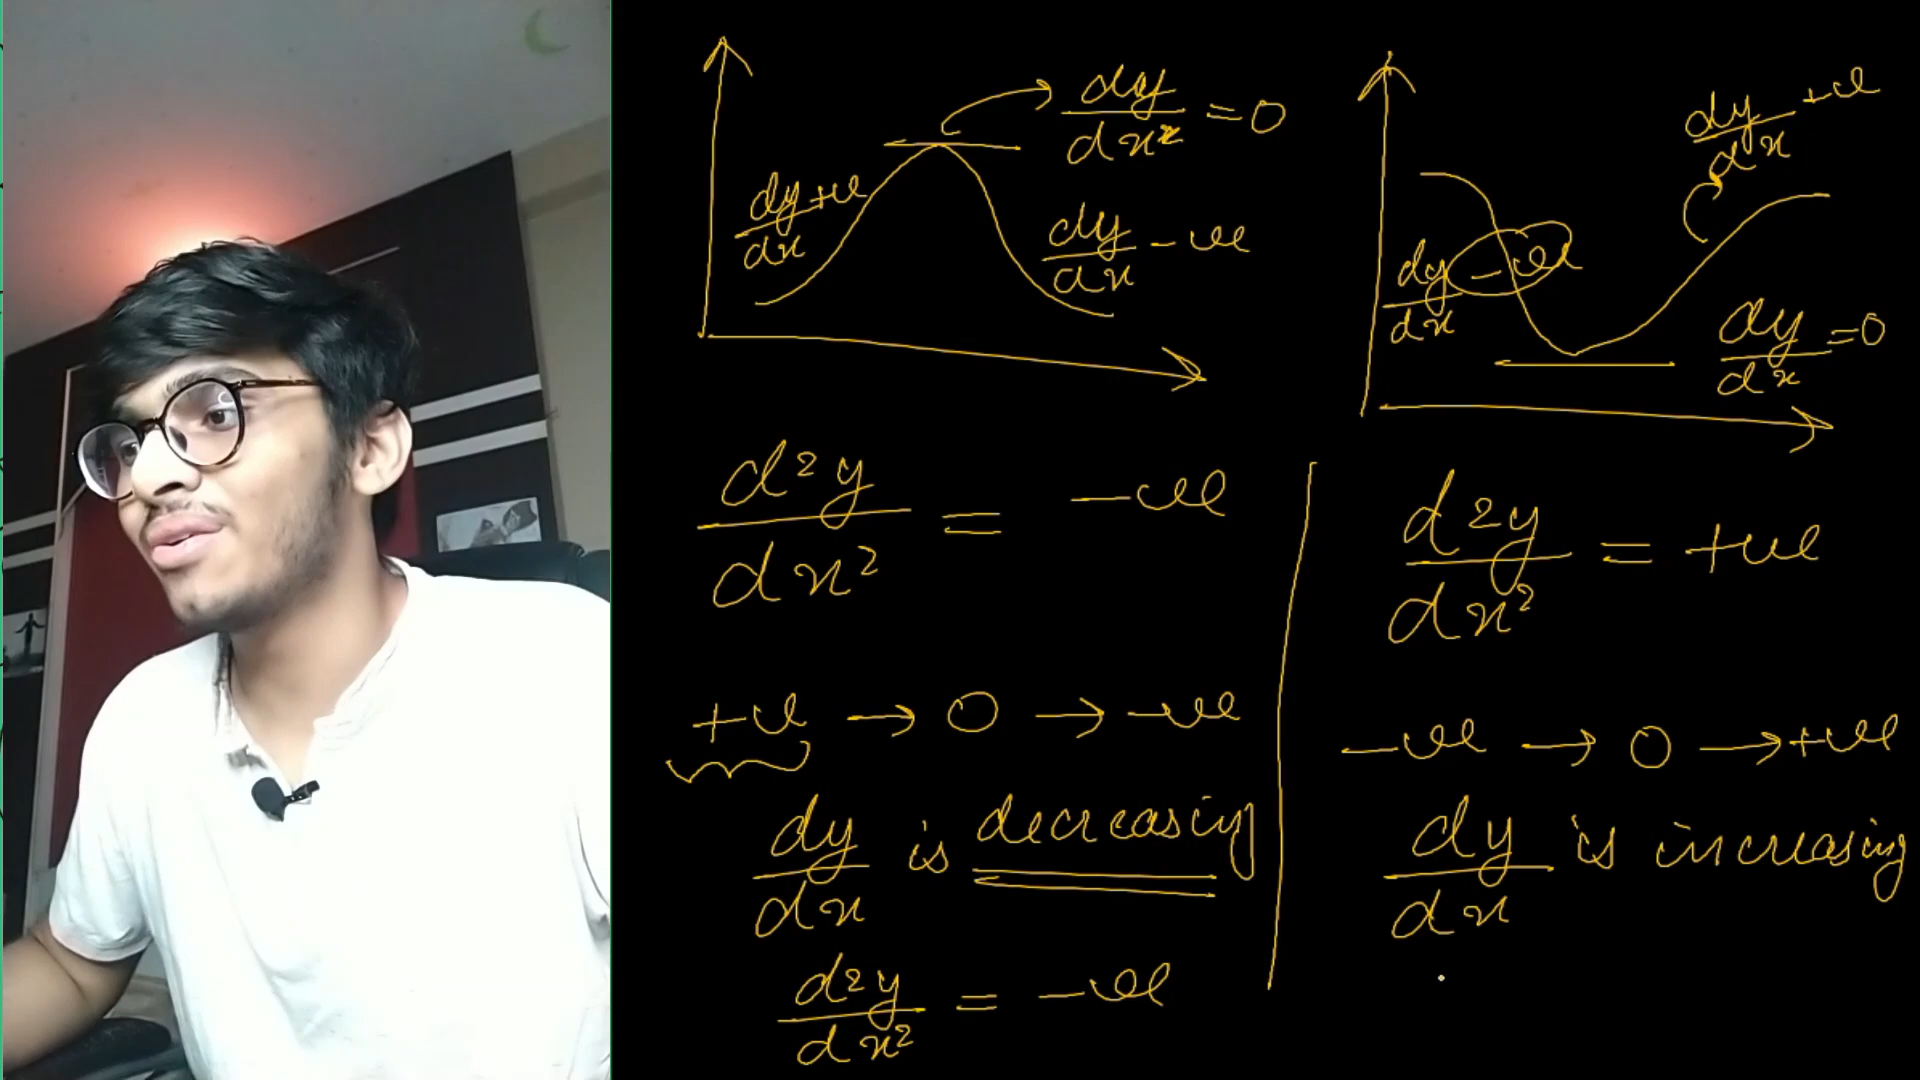 dy/dx² = 0
dy/dx +ve
dy/dx -ve
d²y/dx² = -ve
+ve → 0 → -ve
dy/dx is decreasing
d²y/dx² = -ve
dy/dx +ve
dy/dx -ve
dy/dx = 0
d²y/dx² = +ve
-ve → 0 → +ve
dy/dx is increasing